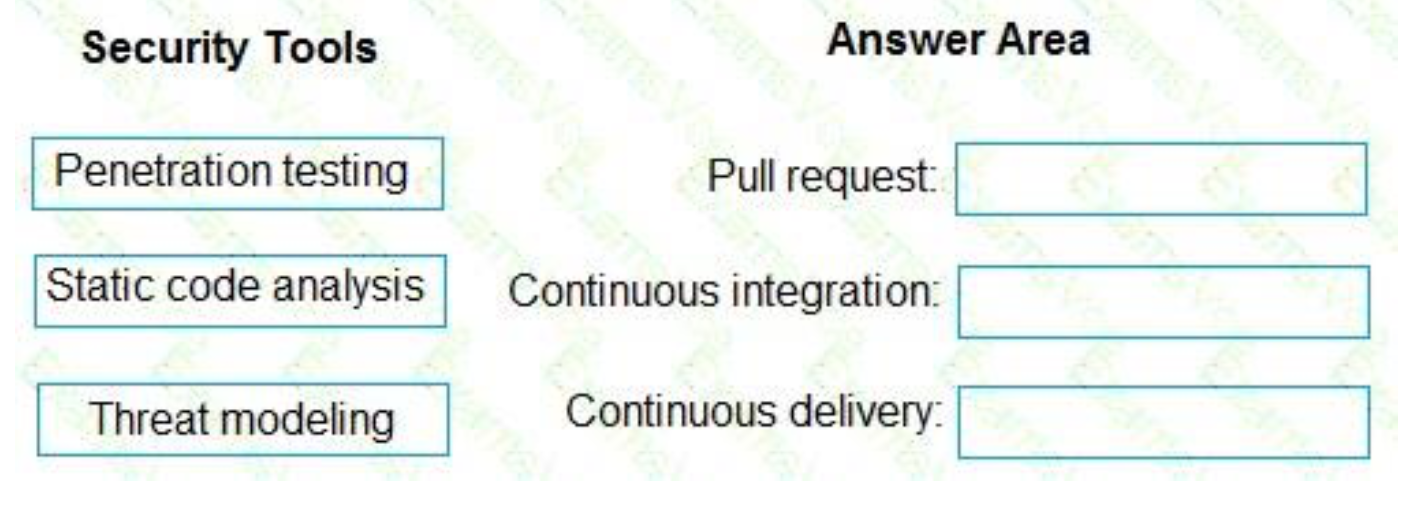 Security Tools
Answer Area
Penetration testing
Pull request:
Static code analysis
Continuous integration:
Threat modeling
Continuous delivery: